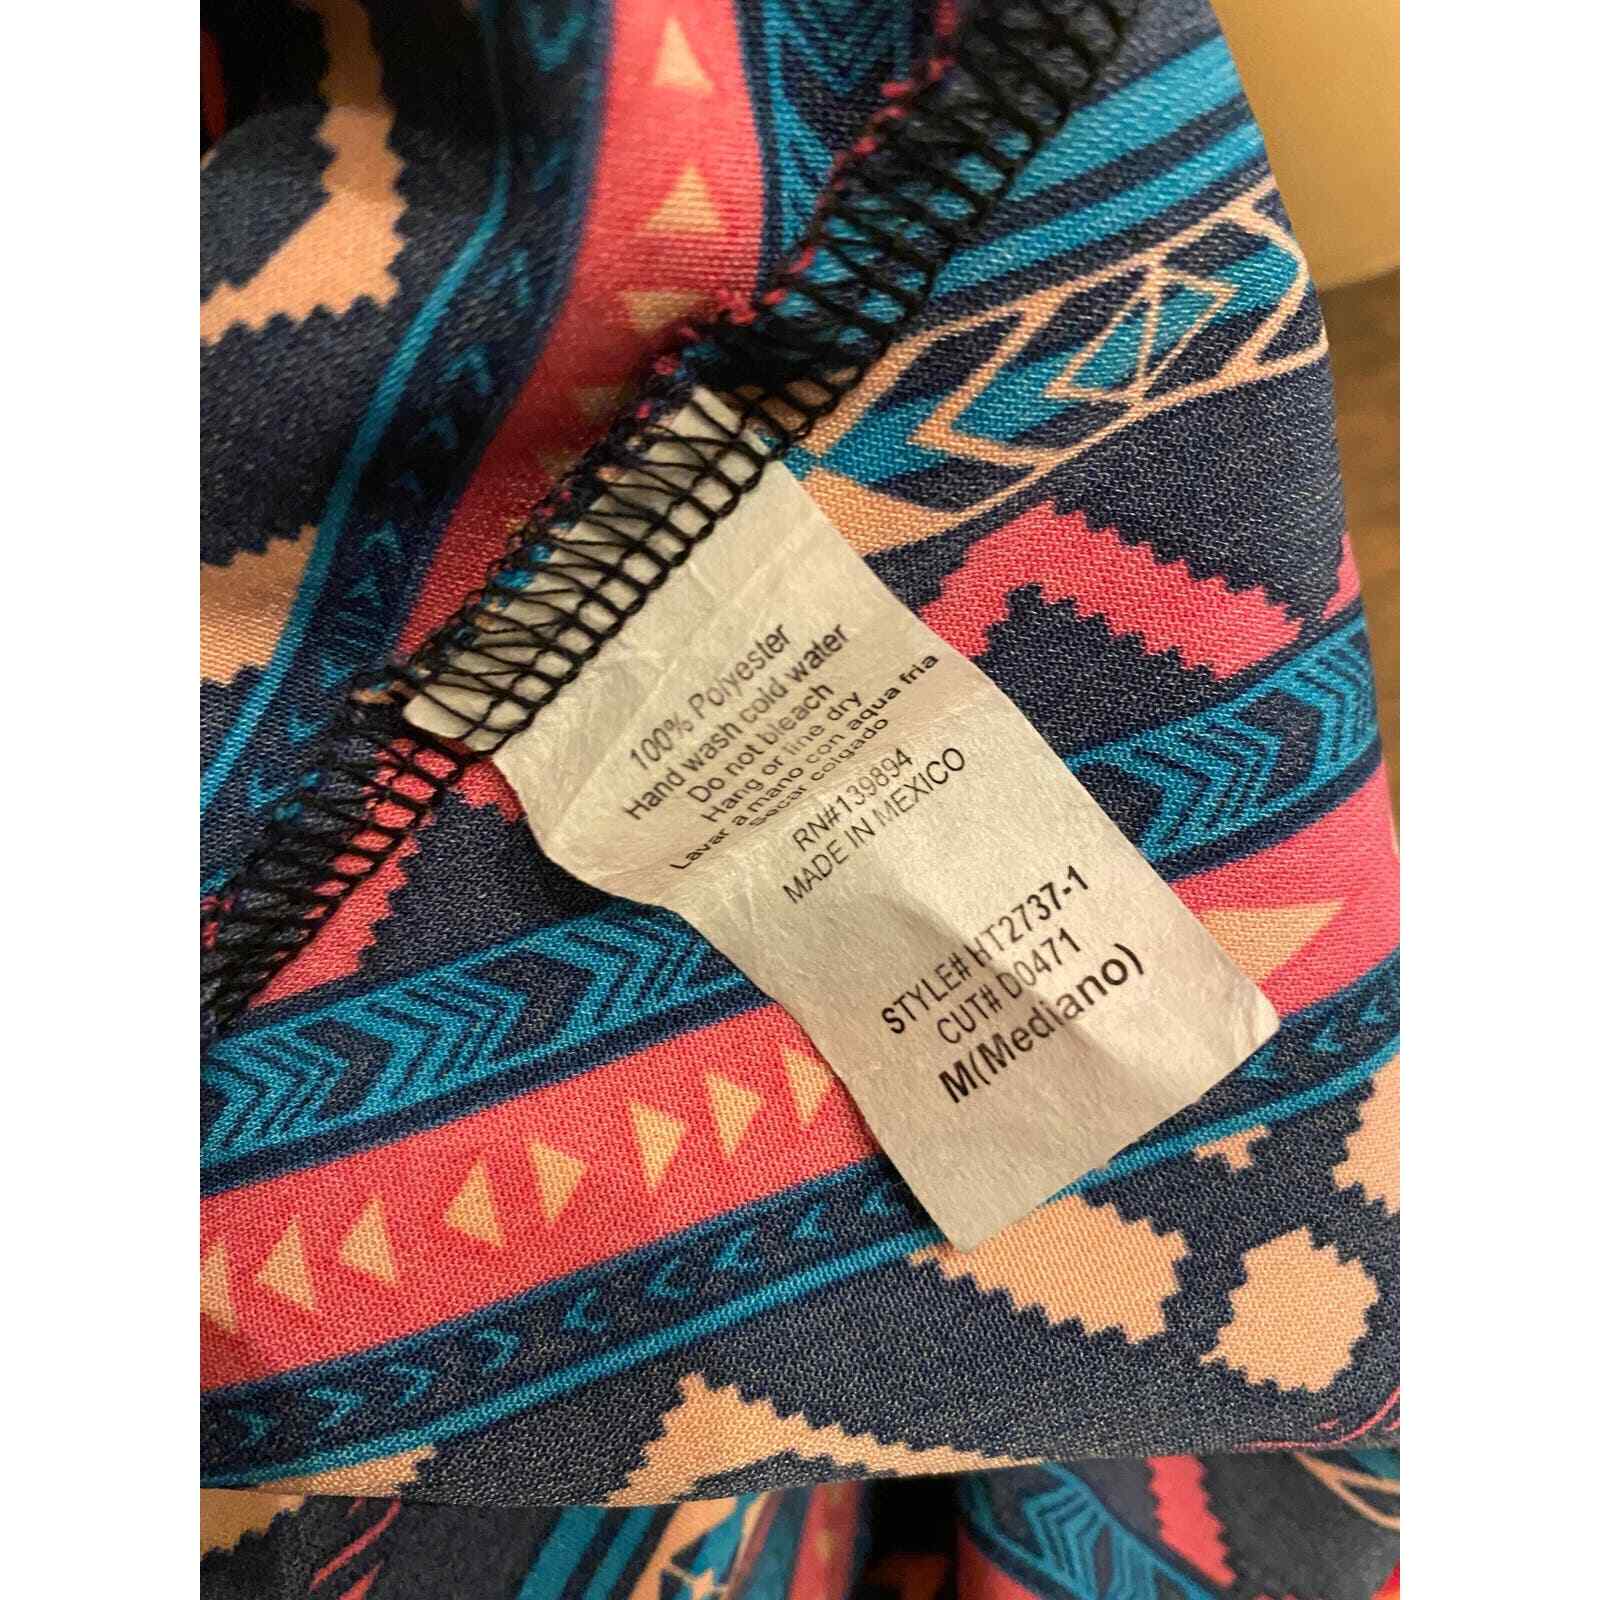 100% Polyester
Hand wash cold water
Do not bleach
Hang or line dry
Lavar a mano con aqua fria
Secar colgado
RN#139894
MADE IN MEXICO
STYLE# HT2737-1
CUT# D0471
M(Mediano)